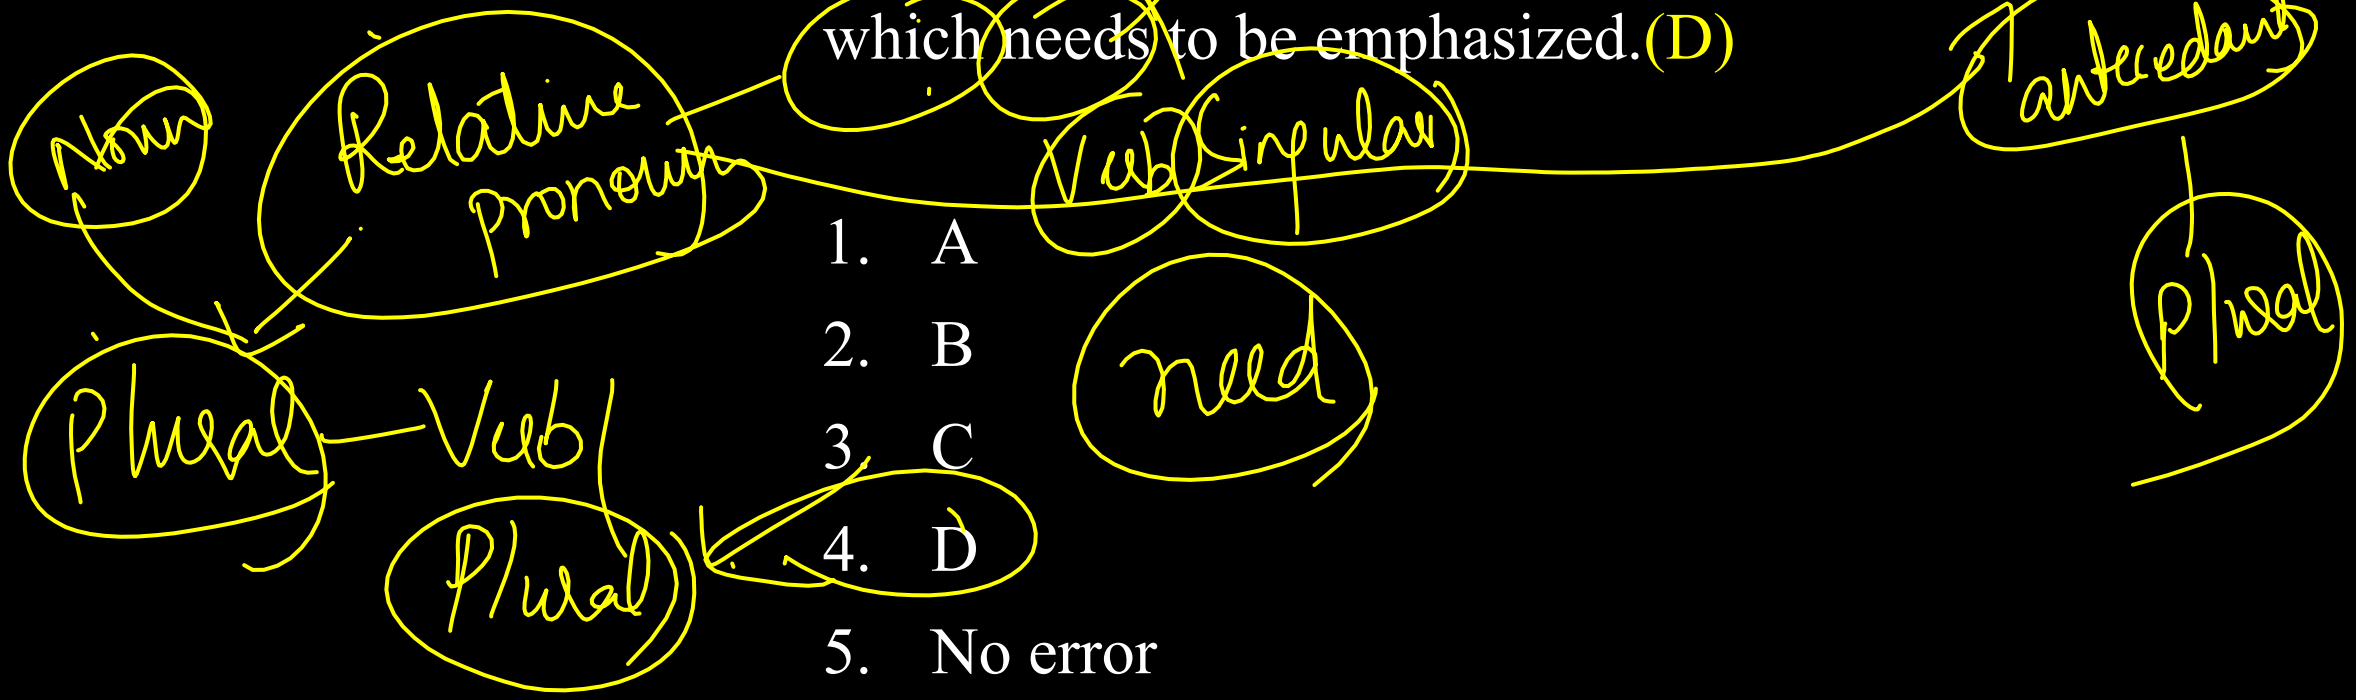 which needs to be emphasized.(D)
antecedant
Noun
Relative
pronoun
Verb Singular
1. A
Plural
2. B
need
Plural - Verb
3. C
4. D
Plural
5. No error